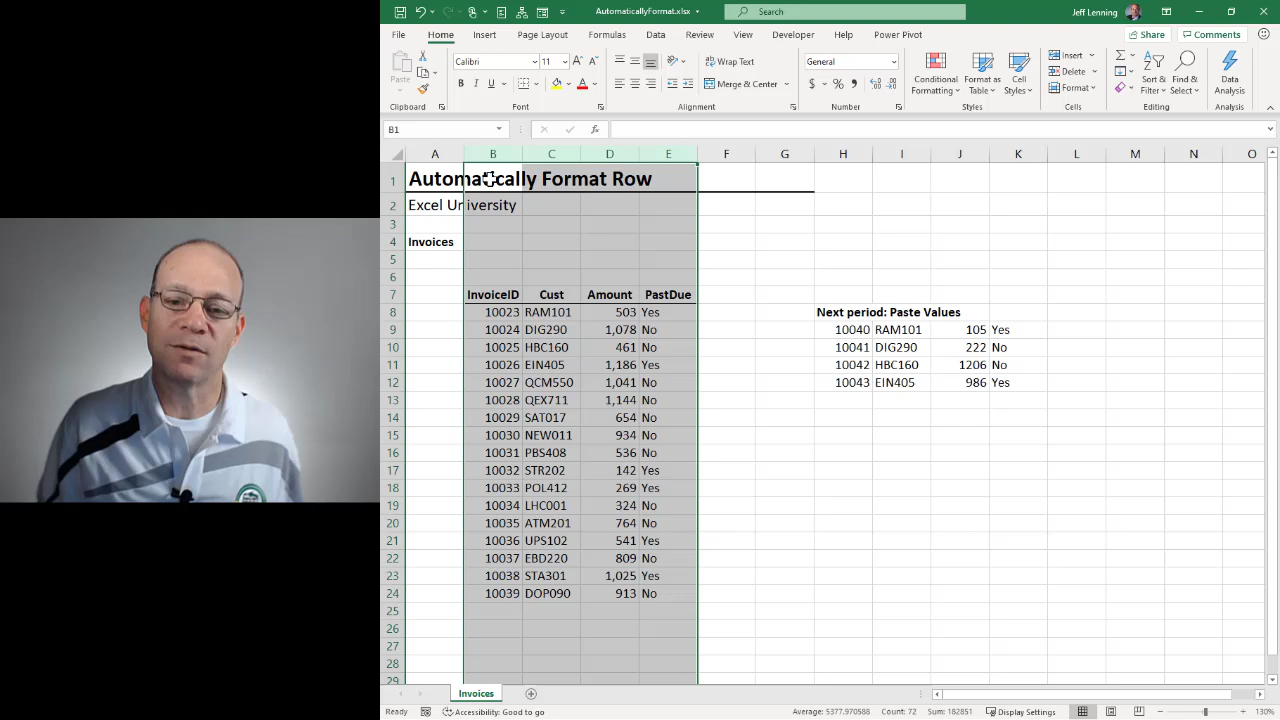 AutomaticallyFormat.xlsx
Search
Jeff Lenning
File Home Insert Page Layout Formulas Data Review View Developer Help Power Pivot
Share Comments
Paste
Clipboard
Calibri 11
B I U
Font
Wrap Text
Merge & Center
Alignment
General
$ % ,
Number
Conditional Formatting
Format as Table
Cell Styles
Styles
Insert
Delete
Format
Cells
Sort & Filter
Find & Select
Editing
Data Analysis
Analysis
B1 fx
A B C D E F G H I J K L M N O
1 Automatically Format Row
2 Excel University
3
4 Invoices
5
6
7 InvoiceID Cust Amount PastDue
8 10023 RAM101 503 Yes Next period: Paste Values
9 10024 DIG290 1,078 No 10040 RAM101 105 Yes
10 10025 HBC160 461 No 10041 DIG290 222 No
11 10026 EIN405 1,186 Yes 10042 HBC160 1206 No
12 10027 QCM550 1,041 No 10043 EIN405 986 Yes
13 10028 QEX711 1,144 No
14 10029 SAT017 654 No
15 10030 NEW011 934 No
16 10031 PBS408 536 No
17 10032 STR202 142 Yes
18 10033 POL412 269 Yes
19 10034 LHC001 324 No
20 10035 ATM201 764 No
21 10036 UPS102 541 Yes
22 10037 EBD220 809 No
23 10038 STA301 1,025 Yes
24 10039 DOP090 913 No
25
26
27
28
29
Invoices
Ready Accessibility: Good to go Average: 5377.970588 Count: 72 Sum: 182851 Display Settings 130%